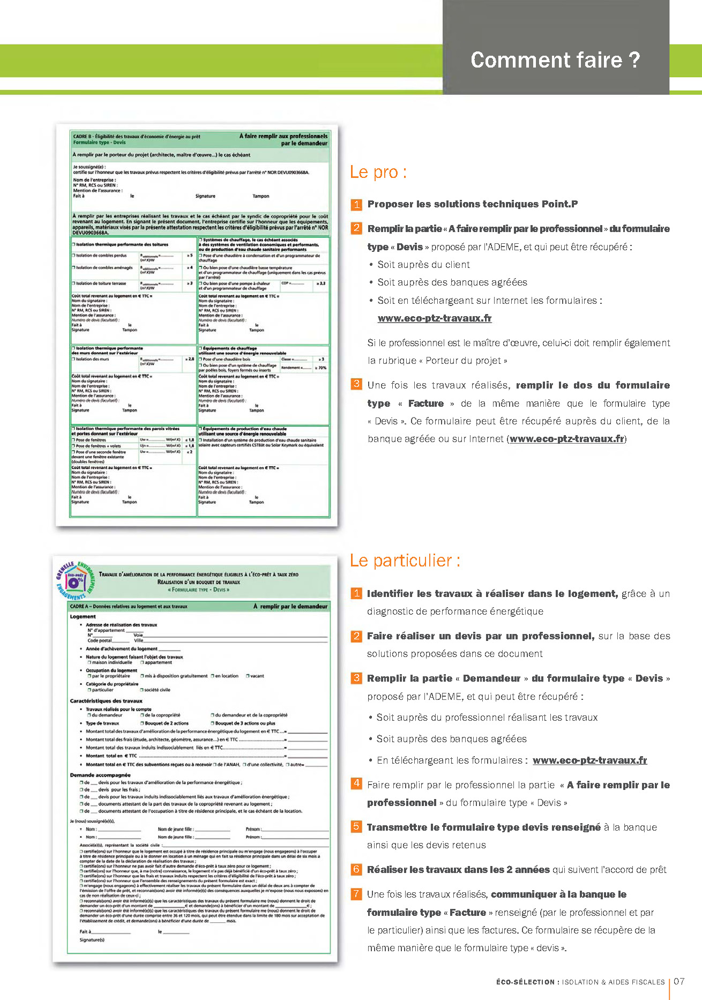 Comment faire ?
CADRE B - Éligibilité des travaux d'économie d'énergie au prêt
Formulaire type - Devis
À faire remplir aux professionnels
par le demandeur
À remplir par le porteur du projet (architecte, maître d'œuvre...) le cas échéant
Je soussigné(e) :
certifie sur l'honneur que les travaux prévus respectent les critères d'éligibilité prévus par l'arrêté n° NOR DEVU0903668A.
Nom de l'entreprise :
N° RM, RCS ou SIREN :
Mention de l'assurance :
Fait à le Signature Tampon
À remplir par les entreprises réalisant les travaux et le cas échéant par le syndic de copropriété pour le coût
revenant au logement. En signant le présent document, l'entreprise certifie sur l'honneur que les équipements,
appareils, matériaux visés par la présente attestation respectent les critères d'éligibilité prévus par l'arrêté n° NOR
DEVU0903668A.
❒ Isolation thermique performante des toitures
❒ Isolation de combles perdus R additionnelle =............ (m².K)/W ≥ 5
❒ Isolation de combles aménagés R additionnelle =............ (m².K)/W ≥ 4
❒ Isolation de toiture terrasse R additionnelle =............ (m².K)/W ≥ 3
Coût total revenant au logement en € TTC =
Nom du signataire :
Nom de l'entreprise :
N° RM, RCS ou SIREN :
Mention de l'assurance :
Numéro de devis (facultatif) :
Fait à le
Signature Tampon
❒ Systèmes de chauffage, le cas échéant associés
à des systèmes de ventilation économiques et performants,
ou de production d'eau chaude sanitaire performants
❒ Pose d'une chaudière à condensation et d'un programmateur de
chauffage
❒ Ou bien pose d'une chaudière basse température
et d'un programmateur de chauffage (uniquement dans les cas prévus
par l'arrêté)
❒ Ou bien pose d'une pompe à chaleur COP =............ ≥ 3,3
et d'un programmateur de chauffage
Coût total revenant au logement en € TTC =
Nom du signataire :
Nom de l'entreprise :
N° RM, RCS ou SIREN :
Mention de l'assurance :
Numéro de devis (facultatif) :
Fait à le
Signature Tampon
❒ Isolation thermique performante
des murs donnant sur l'extérieur
❒ Isolation des murs R additionnelle =............ (m².K)/W ≥ 2,8
Coût total revenant au logement en € TTC =
Nom du signataire :
Nom de l'entreprise :
N° RM, RCS ou SIREN :
Mention de l'assurance :
Numéro de devis (facultatif) :
Fait à le
Signature Tampon
❒ Équipements de chauffage
utilisant une source d'énergie renouvelable
❒ Pose d'une chaudière bois Classe =............ ≥ 3
❒ Ou bien pose d'un système de chauffage
par poêles bois, foyers fermés ou inserts Rendement =........ ≥ 70%
Coût total revenant au logement en € TTC =
Nom du signataire :
Nom de l'entreprise :
N° RM, RCS ou SIREN :
Mention de l'assurance :
Numéro de devis (facultatif) :
Fait à le
Signature Tampon
❒ Isolation thermique performante des parois vitrées
et portes donnant sur l'extérieur
❒ Pose de fenêtres Uw =............ W/(m².K) ≤ 1,8
❒ Pose de fenêtres + volets Ujn =............ W/(m².K) ≤ 1,8
❒ Pose d'une seconde fenêtre Uw =............ W/(m².K) ≤ 2
devant une fenêtre existante
(doubles fenêtres)
Coût total revenant au logement en € TTC =
Nom du signataire :
Nom de l'entreprise :
N° RM, RCS ou SIREN :
Mention de l'assurance :
Numéro de devis (facultatif) :
Fait à le
Signature Tampon
❒ Équipements de production d'eau chaude
utilisant une source d'énergie renouvelable
❒ Installation d'un système de production d'eau chaude sanitaire
solaire avec capteurs certifiés CSTBat ou Solar Keymark ou équivalent
Coût total revenant au logement en € TTC =
Nom du signataire :
Nom de l'entreprise :
N° RM, RCS ou SIREN :
Mention de l'assurance :
Numéro de devis (facultatif) :
Fait à le
Signature Tampon
Le pro :
1 Proposer les solutions techniques Point.P
2 Remplir la partie « A faire remplir par le professionnel » du formulaire
type « Devis » proposé par l'ADEME, et qui peut être récupéré :
• Soit auprès du client
• Soit auprès des banques agréées
• Soit en téléchargeant sur Internet les formulaires :
www.eco-ptz-travaux.fr
Si le professionnel est le maître d'œuvre, celui-ci doit remplir également
la rubrique « Porteur du projet »
3 Une fois les travaux réalisés, remplir le dos du formulaire
type « Facture » de la même manière que le formulaire type
« Devis ». Ce formulaire peut être récupéré auprès du client, de la
banque agréée ou sur Internet (www.eco-ptz-travaux.fr)
GRENELLE ENVIRONNEMENT
ÉCO-PRÊT
0%
ENGAGEMENTS
TRAVAUX D'AMÉLIORATION DE LA PERFORMANCE ÉNERGÉTIQUE ÉLIGIBLES À L'ÉCO-PRÊT À TAUX ZÉRO
RÉALISATION D'UN BOUQUET DE TRAVAUX
« FORMULAIRE TYPE - DEVIS »
CADRE A – Données relatives au logement et aux travaux À remplir par le demandeur
Logement
• Adresse de réalisation des travaux
N° d'appartement ______
N°______ Voie______
Code postal______ Ville______
• Année d'achèvement du logement ______
• Nature du logement faisant l'objet des travaux
❒ maison individuelle ❒ appartement
• Occupation du logement
❒ par le propriétaire ❒ mis à disposition gratuitement ❒ en location ❒ vacant
• Catégorie du propriétaire
❒ particulier ❒ société civile
Caractéristiques des travaux
• Travaux réalisés pour le compte
❒ du demandeur ❒ de la copropriété ❒ du demandeur et de la copropriété
• Type de travaux ❒ Bouquet de 2 actions ❒ Bouquet de 3 actions ou plus
• Montant total des travaux d'amélioration de la performance énergétique du logement en € TTC ...= ______
• Montant total des frais (étude, architecte, géomètre, assurance...) en € TTC ............= ______
• Montant total des travaux induits indissociablement liés en € TTC............= ______
• Montant total en € TTC ............= ______
• Montant total en € TTC des subventions reçues ou à recevoir ❒ de l'ANAH, ❒ d'une collectivité, ❒ autre= ______
Demande accompagnée
❒ de __ devis pour les travaux d'amélioration de la performance énergétique ;
❒ de __ devis pour les frais ;
❒ de __ devis pour les travaux induits indissociablement liés aux travaux d'amélioration énergétique ;
❒ de __ documents attestant de la part des travaux de la copropriété revenant au logement ;
❒ de __ documents attestant de l'occupation à titre de résidence principale, et le cas échéant de la location.
Je (nous) soussigné(e)(s),
• Nom : ______ Nom de jeune fille : ______ Prénom : ______
• Nom : ______ Nom de jeune fille : ______ Prénom : ______
Associé(e)(s), représentant la société civile : ______
❒ certifie(ons) sur l'honneur que le logement est occupé à titre de résidence principale ou m'engage (nous engageons) à l'occuper
à titre de résidence principale ou à le donner en location à un ménage qui en fait sa résidence principale dans un délai de six mois à
compter de la date de la déclaration de réalisation des travaux ;
❒ certifie(ons) sur l'honneur ne pas avoir fait d'autre demande d'éco-prêt à taux zéro pour ce logement ;
❒ certifie(ons) sur l'honneur que, à ma (notre) connaissance, le logement n'a pas déjà bénéficié d'un éco-prêt à taux zéro ;
❒ certifie(ons) sur l'honneur que les frais et travaux induits respectent les critères d'éligibilité de l'éco-prêt à taux zéro ;
❒ certifie(ons) sur l'honneur que l'ensemble des renseignements du présent formulaire est exact ;
❒ m'engage (nous engageons) à effectivement réaliser les travaux du présent formulaire dans un délai de deux ans à compter de
l'émission de l'offre de prêt, et reconnais(sons) avoir été informé(e)(s) des conséquences auxquelles je m'expose (nous nous exposons) en
cas de non réalisation de ceux-ci ;
❒ reconnais(sons) avoir été informé(e)(s) que les caractéristiques des travaux du présent formulaire me (nous) donnent le droit de
demander un éco-prêt d'un montant de ______€ et demande(ons) à bénéficier d'un montant de ______€ ;
❒ reconnais(sons) avoir été informé(e)(s) que les caractéristiques des travaux du présent formulaire me (nous) donnent le droit de
demander un éco-prêt d'une durée comprise entre 36 et 120 mois, qui peut être étendue dans la limite de 180 mois sur acceptation de
l'établissement de crédit, et demande(ons) à bénéficier d'une durée de ______ mois.
Fait à______ le ______
Signature(s)
Le particulier :
1 Identifier les travaux à réaliser dans le logement, grâce à un
diagnostic de performance énergétique
2 Faire réaliser un devis par un professionnel, sur la base des
solutions proposées dans ce document
3 Remplir la partie « Demandeur » du formulaire type « Devis »
proposé par l'ADEME, et qui peut être récupéré :
• Soit auprès du professionnel réalisant les travaux
• Soit auprès des banques agréées
• En téléchargeant les formulaires : www.eco-ptz-travaux.fr
4 Faire remplir par le professionnel la partie « A faire remplir par le
professionnel » du formulaire type « Devis »
5 Transmettre le formulaire type devis renseigné à la banque
ainsi que les devis retenus
6 Réaliser les travaux dans les 2 années qui suivent l'accord de prêt
7 Une fois les travaux réalisés, communiquer à la banque le
formulaire type « Facture » renseigné (par le professionnel et par
le particulier) ainsi que les factures. Ce formulaire se récupère de la
même manière que le formulaire type « devis ».
ÉCO-SÉLECTION : ISOLATION & AIDES FISCALES 07